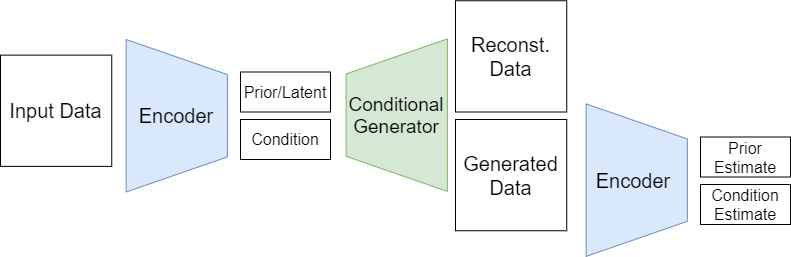 Input Data
Encoder
Prior/Latent
Condition
Conditional
Generator
Reconst.
Data
Generated
Data
Encoder
Prior
Estimate
Condition
Estimate